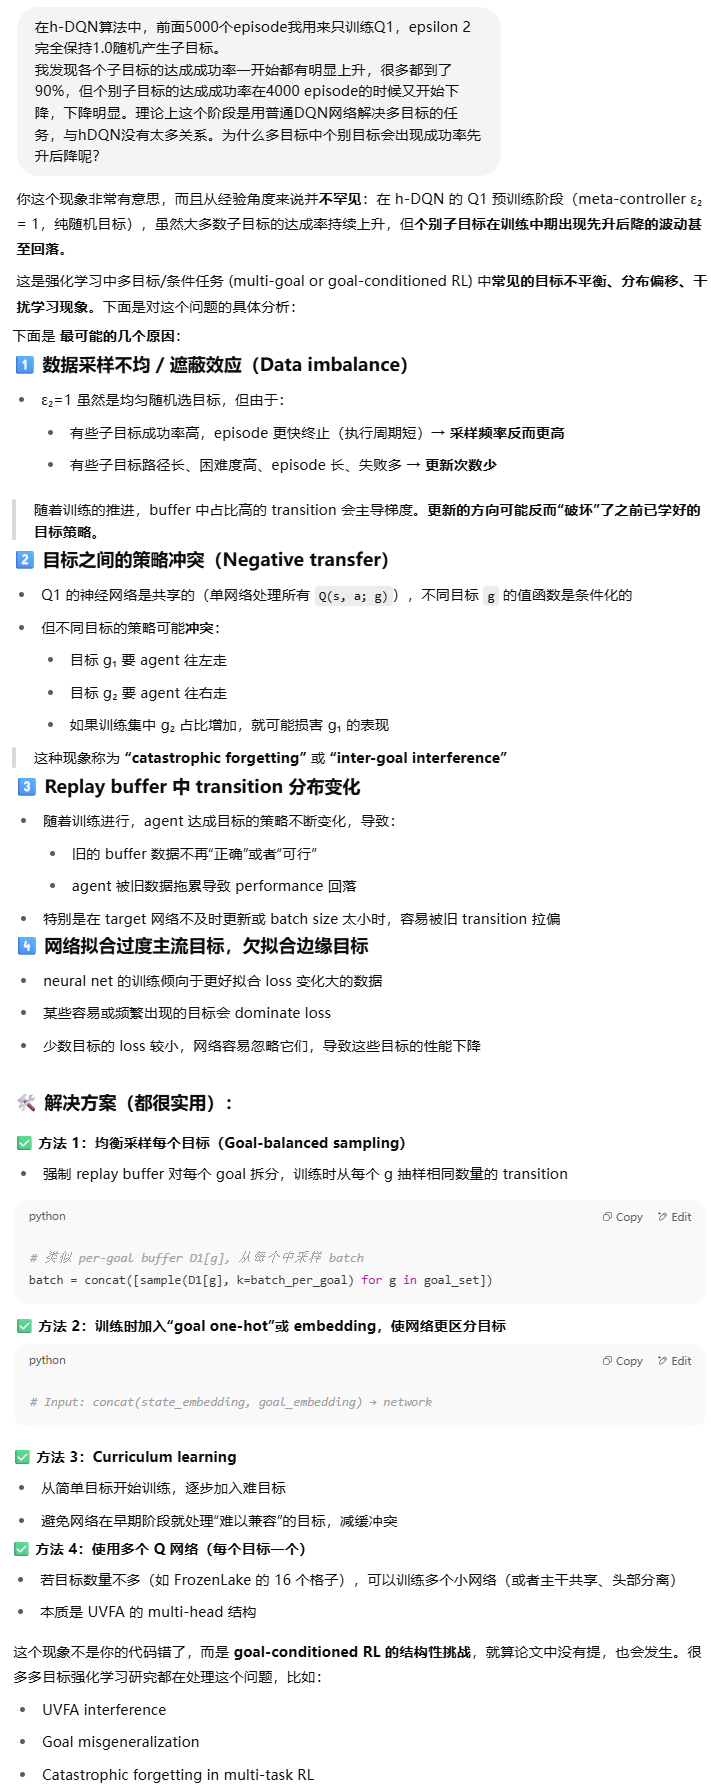 在h-DQN算法中，前面5000个episode我用来只训练Q1，epsilon 2
完全保持1.0随机产生子目标。
我发现各个子目标的达成成功率一开始都有明显上升，很多都到了
90%，但个别子目标的达成成功率在4000 episode的时候又开始下
降，下降明显。理论上这个阶段是用普通DQN网络解决多目标的任
务，与hDQN没有太多关系。为什么多目标中个别目标会出现成功率先
升后降呢？
你这个现象非常有意思，而且从经验角度来说并不罕见：在 h-DQN 的 Q1 预训练阶段（meta-controller ε₂
= 1，纯随机目标），虽然大多数子目标的达成率持续上升，但个别子目标在训练中期出现先升后降的波动甚
至回落。
这是强化学习中多目标/条件任务 (multi-goal or goal-conditioned RL) 中常见的目标不平衡、分布偏移、干
扰学习现象。下面是对这个问题的具体分析：
下面是 最可能的几个原因：
1️⃣ 数据采样不均 / 遮蔽效应（Data imbalance）
• ε₂=1 虽然是均匀随机选目标，但由于：
• 有些子目标成功率高，episode 更快终止（执行周期短）→ 采样频率反而更高
• 有些子目标路径长、困难度高、episode 长、失败多 → 更新次数少
随着训练的推进，buffer 中占比高的 transition 会主导梯度。更新的方向可能反而“破坏”了之前已学好的
目标策略。
2️⃣ 目标之间的策略冲突（Negative transfer）
• Q1 的神经网络是共享的（单网络处理所有 Q(s, a; g)），不同目标 g 的值函数是条件化的
• 但不同目标的策略可能冲突：
• 目标 g₁ 要 agent 往左走
• 目标 g₂ 要 agent 往右走
• 如果训练集中 g₂ 占比增加，就可能损害 g₁ 的表现
这种现象称为 “catastrophic forgetting” 或 “inter-goal interference”
3️⃣ Replay buffer 中 transition 分布变化
• 随着训练进行，agent 达成目标的策略不断变化，导致：
• 旧的 buffer 数据不再“正确”或者“可行”
• agent 被旧数据拖累导致 performance 回落
• 特别是在 target 网络不及时更新或 batch size 太小时，容易被旧 transition 拉偏
4️⃣ 网络拟合过度主流目标，欠拟合边缘目标
• neural net 的训练倾向于更好拟合 loss 变化大的数据
• 某些容易或频繁出现的目标会 dominate loss
• 少数目标的 loss 较小，网络容易忽略它们，导致这些目标的性能下降
🛠 解决方案（都很实用）：
✅ 方法 1：均衡采样每个目标（Goal-balanced sampling）
• 强制 replay buffer 对每个 goal 拆分，训练时从每个 g 抽样相同数量的 transition
python Copy Edit
# 类似 per-goal buffer D1[g], 从每个中采样 batch
batch = concat([sample(D1[g], k=batch_per_goal) for g in goal_set])
✅ 方法 2：训练时加入“goal one-hot”或 embedding，使网络更区分目标
python Copy Edit
# Input: concat(state_embedding, goal_embedding) → network
✅ 方法 3：Curriculum learning
• 从简单目标开始训练，逐步加入难目标
• 避免网络在早期阶段就处理“难以兼容”的目标，减缓冲突
✅ 方法 4：使用多个 Q 网络（每个目标一个）
• 若目标数量不多（如 FrozenLake 的 16 个格子），可以训练多个小网络（或者主干共享、头部分离）
• 本质是 UVFA 的 multi-head 结构
这个现象不是你的代码错了，而是 goal-conditioned RL 的结构性挑战，就算论文中没有提，也会发生。很
多多目标强化学习研究都在处理这个问题，比如：
• UVFA interference
• Goal misgeneralization
• Catastrophic forgetting in multi-task RL